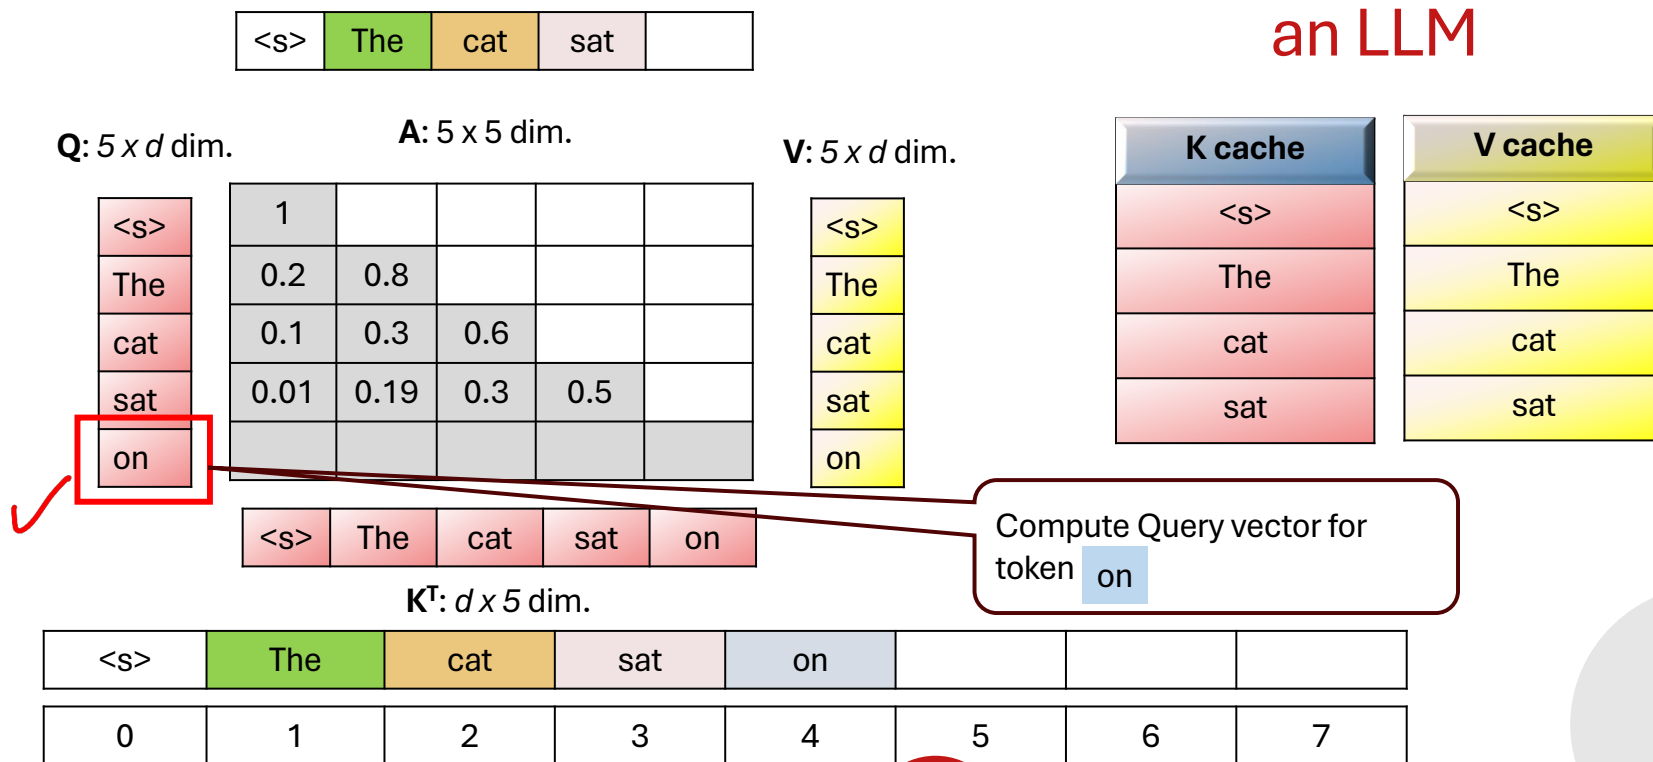 <s> The cat sat
an LLM
Q: 5 x d dim.
A: 5 x 5 dim.
V: 5 x d dim.
K cache
V cache
<s>
The
cat
sat
on
1
0.2 0.8
0.1 0.3 0.6
0.01 0.19 0.3 0.5
<s>
The
cat
sat
on
<s>
The
cat
sat
<s>
The
cat
sat
<s> The cat sat on
K^T: d x 5 dim.
Compute Query vector for
token on
<s> The cat sat on
0 1 2 3 4 5 6 7